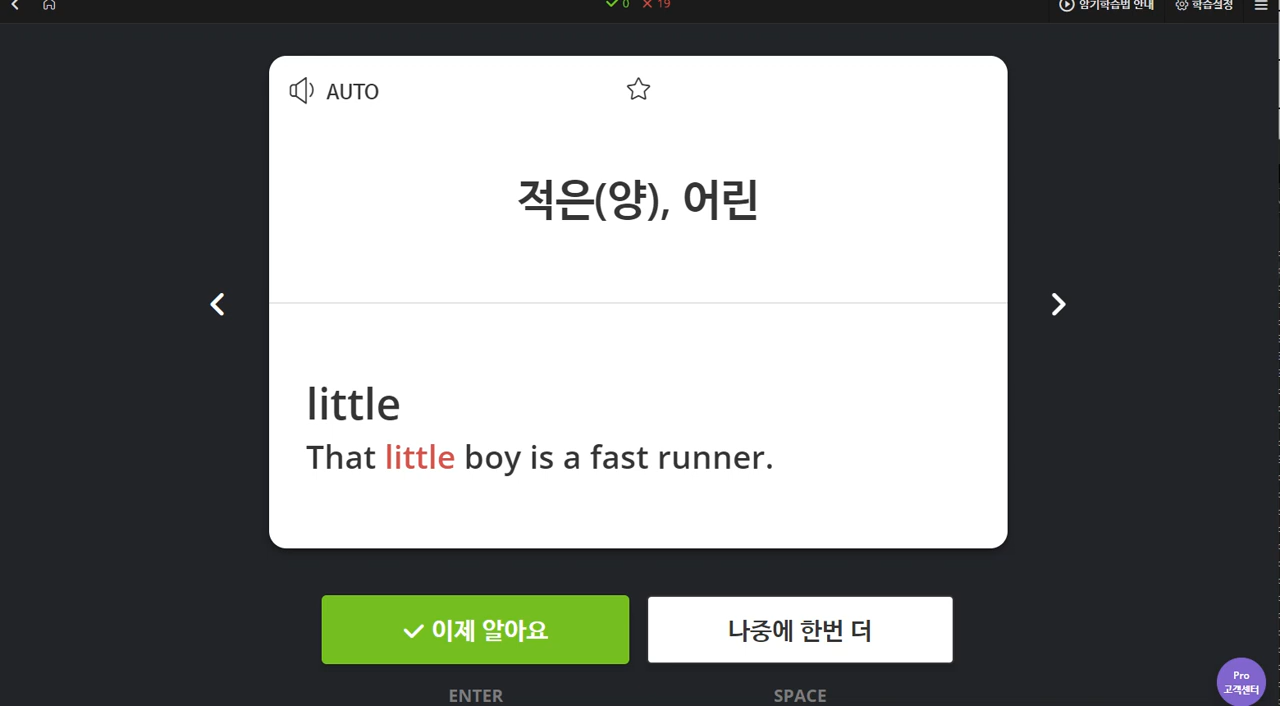 0 19 암기학습법 안내 학습설정
AUTO
적은(양), 어린
little
That little boy is a fast runner.
이제 알아요 나중에 한번 더
ENTER SPACE
Pro
고객센터